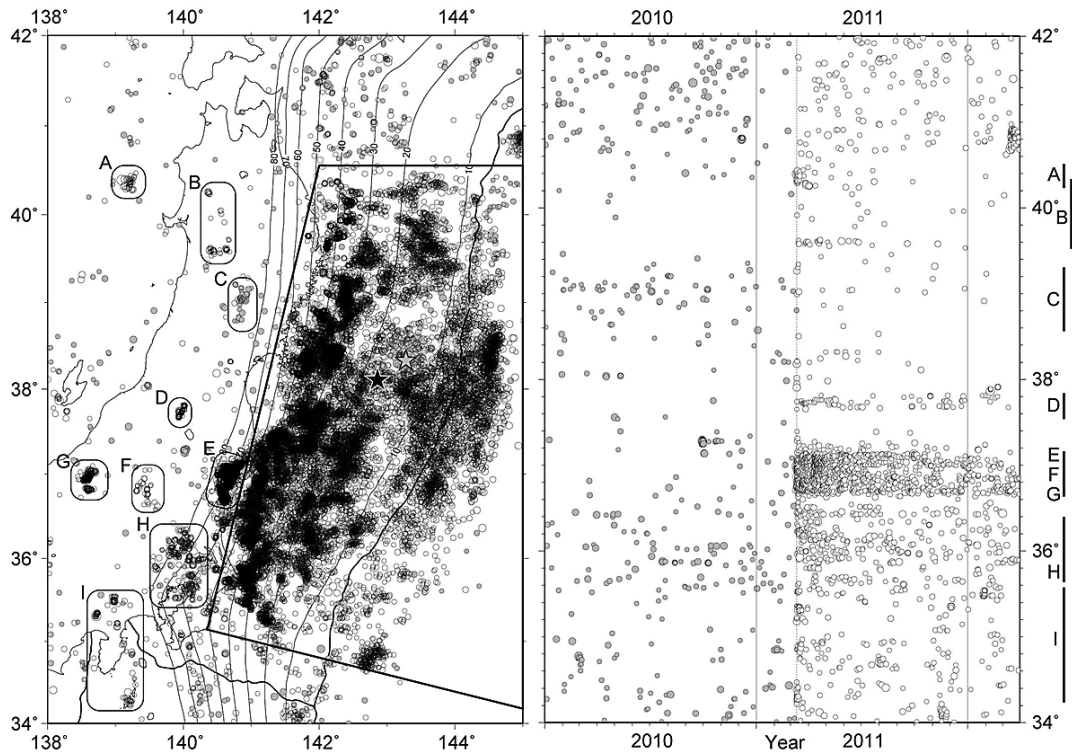 138° 140° 142° 144° 2010 2011
42° 42°
80 70 60 50 40 30 20 10
A A
B
40° 40°
B
C C
38° 38°
D D
E E
G F F
G
H
36° 36°
H
I I
34° 34°
138° 140° 142° 144° 2010 Year 2011